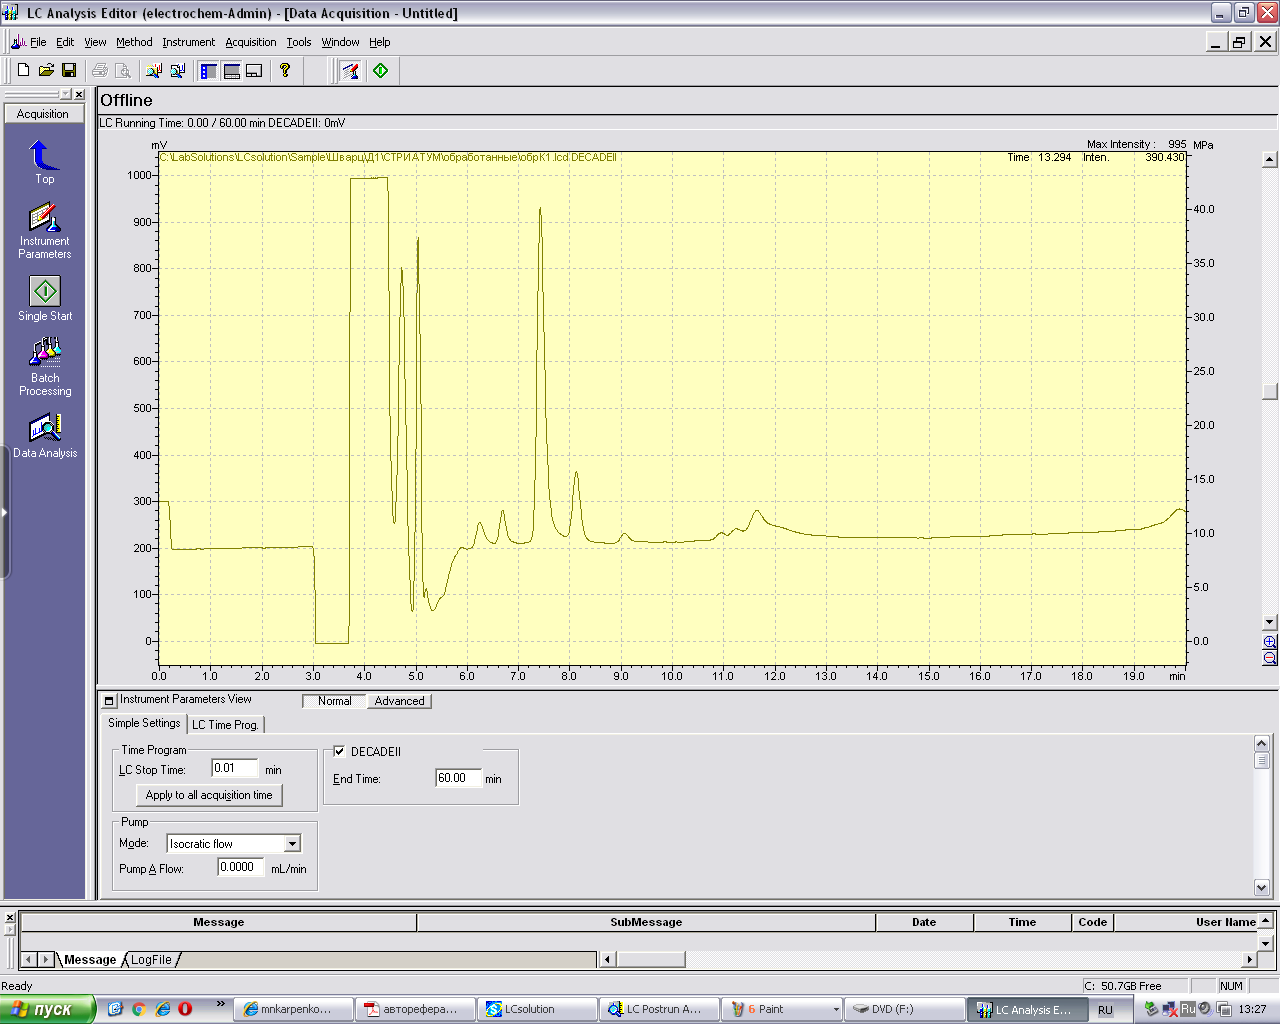 LC Analysis Editor (electrochem-Admin) - [Data Acquisition - Untitled]
File Edit View Method Instrument Acquisition Tools Window Help
Acquisition
Top
Instrument
Parameters
Single Start
Batch
Processing
Data Analysis
Offline
LC Running Time: 0.00 / 60.00 min DECADEII: 0mV
mV
Max Intensity : 995 MPa
C:\LabSolutions\LCsolution\Sample\Шварц\Д1\СТРИАТУМ\обработанные\обрК1.lcd DECADEII
Time 13.294 Inten. 390.430
1000
900
800
700
600
500
400
300
200
100
0
40.0
35.0
30.0
25.0
20.0
15.0
10.0
5.0
0.0
0.0 1.0 2.0 3.0 4.0 5.0 6.0 7.0 8.0 9.0 10.0 11.0 12.0 13.0 14.0 15.0 16.0 17.0 18.0 19.0 min
Instrument Parameters View Normal Advanced
Simple Settings LC Time Prog.
Time Program
LC Stop Time: 0.01 min
Apply to all acquisition time
DECADEII
End Time: 60.00 min
Pump
Mode: Isocratic flow
Pump A Flow: 0.0000 mL/min
Message SubMessage Date Time Code User Name
Message LogFile
Ready
C: 50.7GB Free NUM
пуск
mnkarpenko... авторефера... LCsolution LC Postrun A... 6 Paint DVD (F:) LC Analysis E... RU Ru 13:27